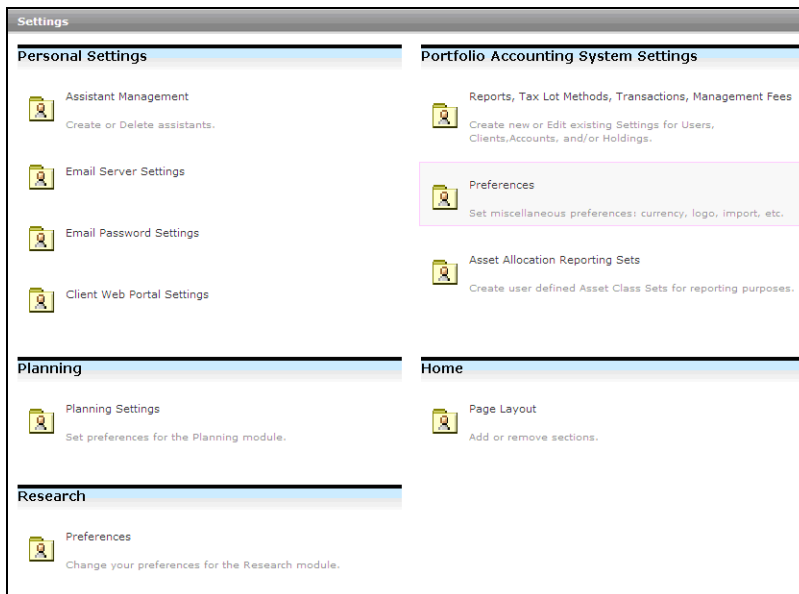 Settings
Personal Settings
Assistant Management
Create or Delete assistants.
Email Server Settings
Email Password Settings
Client Web Portal Settings
Portfolio Accounting System Settings
Reports, Tax Lot Methods, Transactions, Management Fees
Create new or Edit existing Settings for Users,
Clients.Accounts, and/or Holdings.
Preferences
Set miscellaneous preferences: currency, logo, import, etc.
Asset Allocation Reporting Sets
Create user defined Asset Class Sets for reporting purposes.
Planning
Planning Settings
Set preferences for the Planning module.
Home
Page Layout
Add or remove sections.
Research
Preferences
Change your preferences for the Research module.